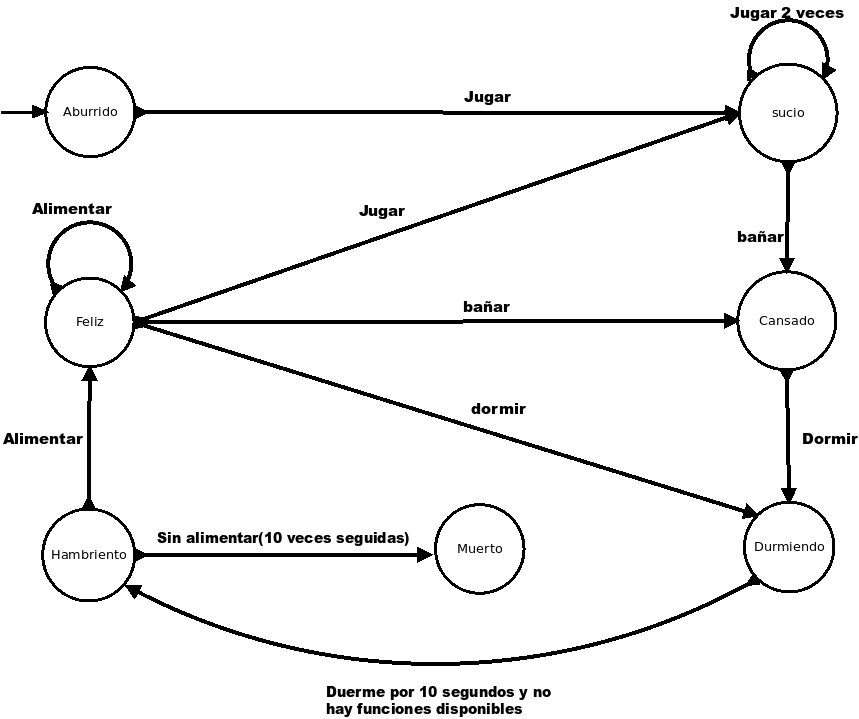 Jugar 2 veces
Jugar
Aburrido
sucio
Alimentar
Jugar
bañar
bañar
Feliz
Cansado
dormir
Alimentar
Dormir
Sin alimentar(10 veces seguidas)
Hambriento
Muerto
Durmiendo
Duerme por 10 segundos y no
hay funciones disponibles